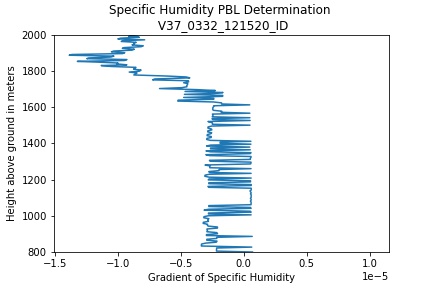 Specific Humidity PBL Determination
V37_0332_121520_ID
Height above ground in meters
2000
1800
1600
1400
1200
1000
800
−1.5 −1.0 −0.5 0.0 0.5 1.0
1e−5
Gradient of Specific Humidity